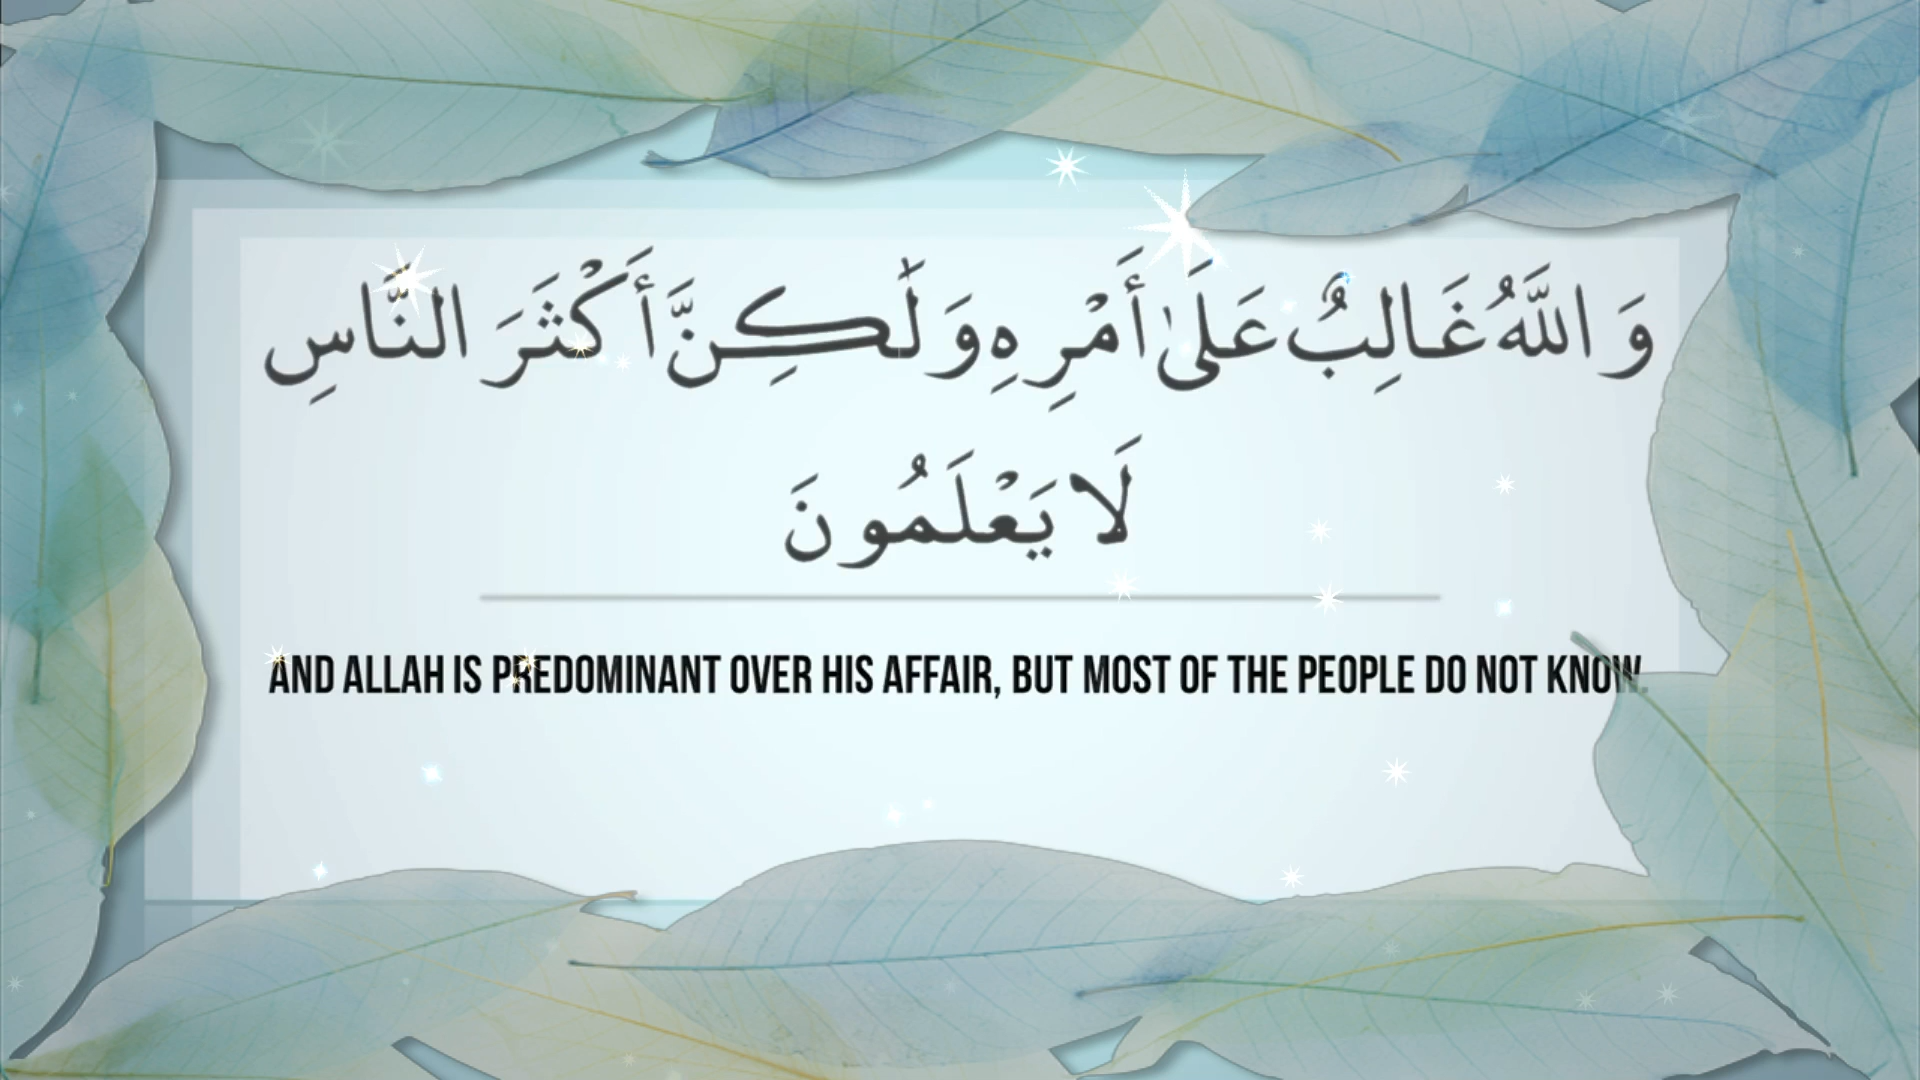 وَاللَّهُ غَالِبٌ عَلَىٰ أَمْرِهِ وَلَٰكِنَّ أَكْثَرَ النَّاسِ
لَا يَعْلَمُونَ
AND ALLAH IS PREDOMINANT OVER HIS AFFAIR, BUT MOST OF THE PEOPLE DO NOT KNOW.